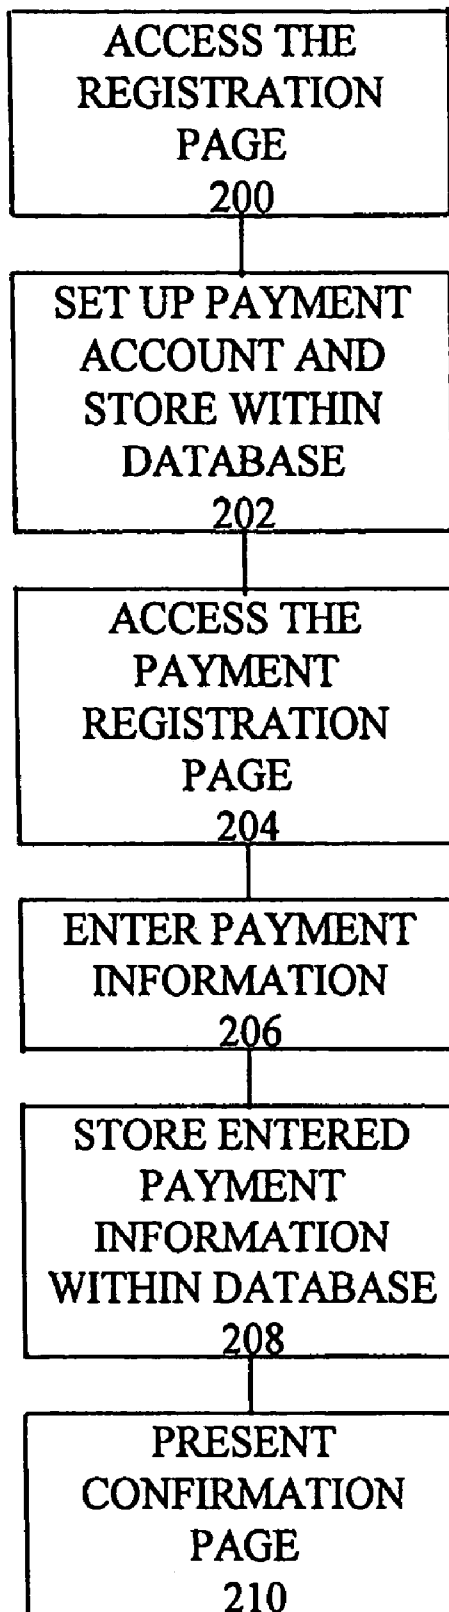 ACCESS THE
REGISTRATION
PAGE
200
SET UP PAYMENT
ACCOUNT AND
STORE WITHIN
DATABASE
202
ACCESS THE
PAYMENT
REGISTRATION
PAGE
204
ENTER PAYMENT
INFORMATION
206
STORE ENTERED
PAYMENT
INFORMATION
WITHIN DATABASE
208
PRESENT
CONFIRMATION
PAGE
210